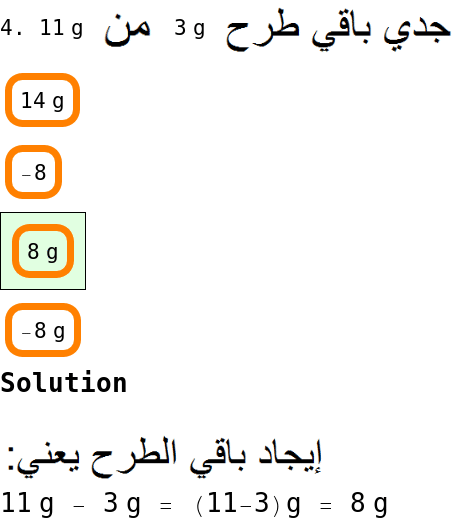 4. جدي باقي طرح 3 g من 11 g
14 g
-8
8 g
-8 g
Solution
إيجاد باقي الطرح يعني:
11 g - 3 g = (11-3)g = 8 g